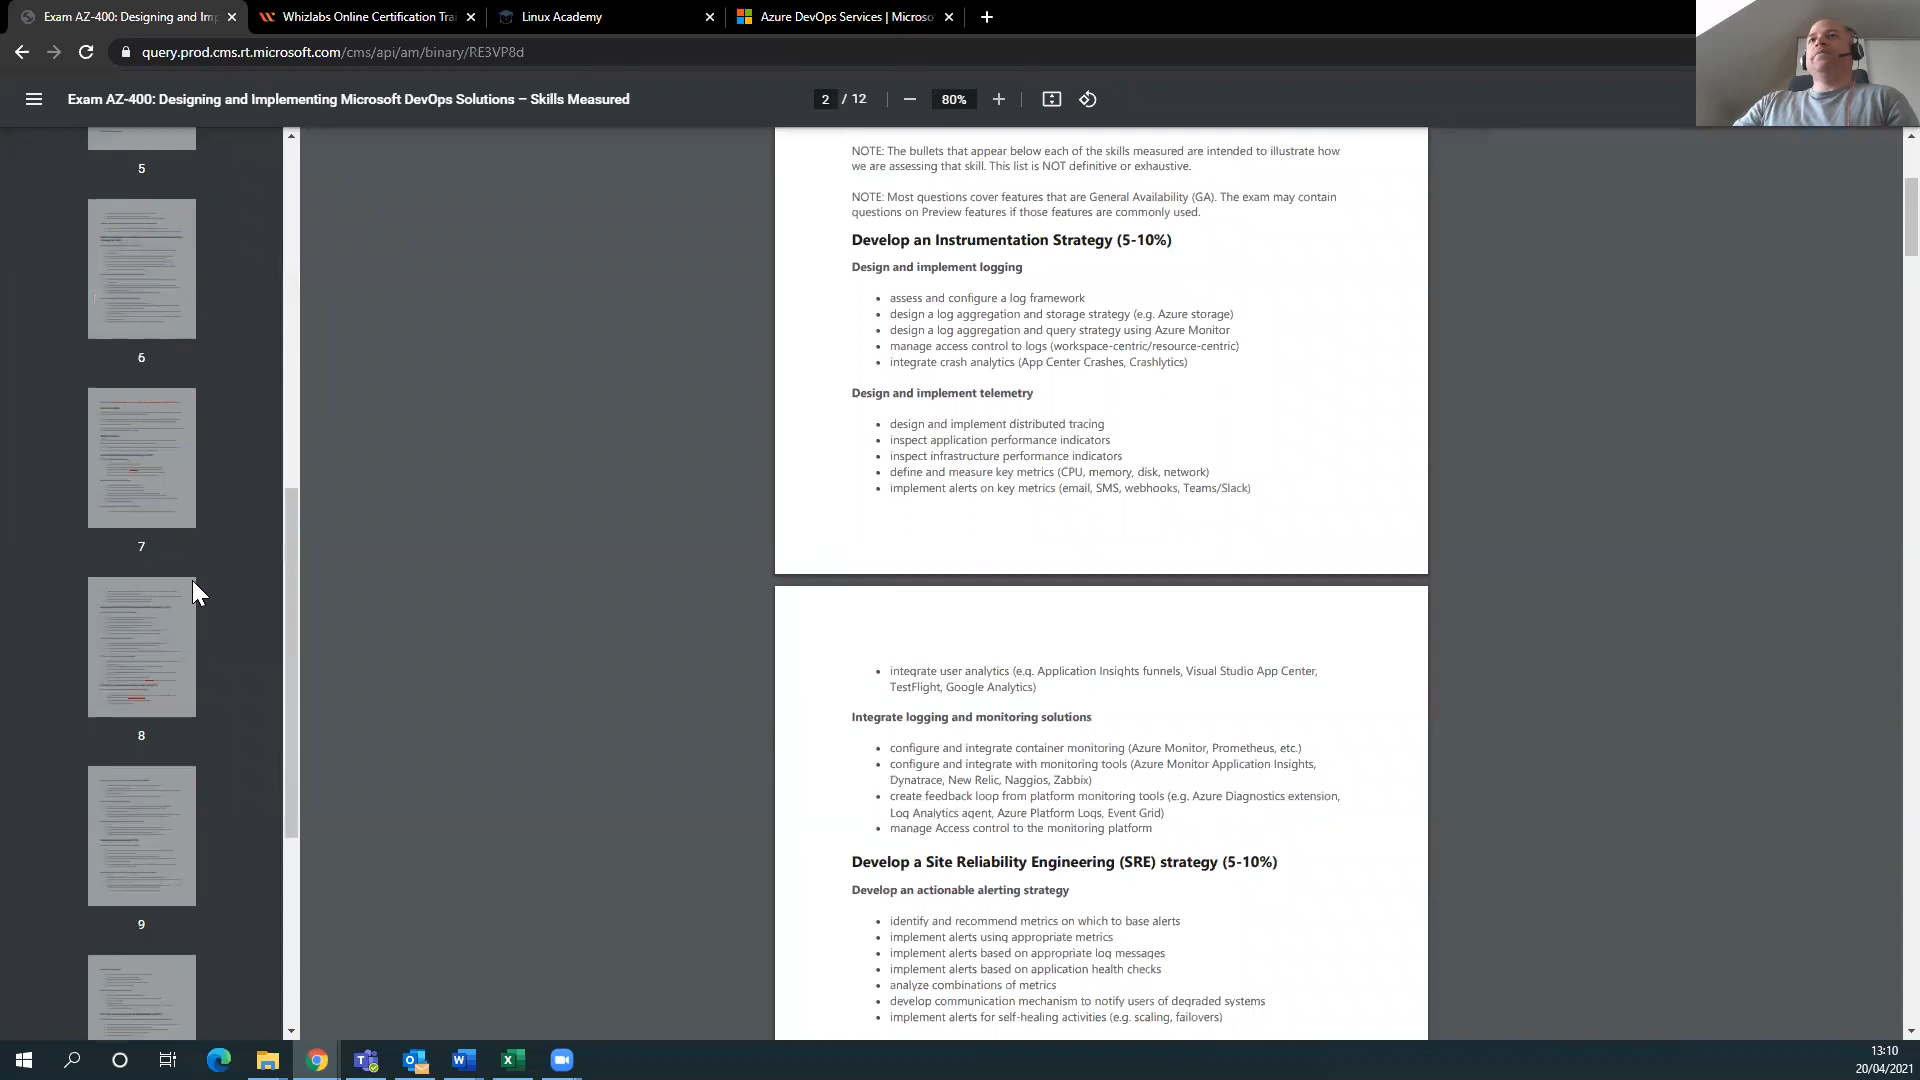 Exam AZ-400: Designing and Imp
Whizlabs Online Certification Trai
Linux Academy
Azure DevOps Services | Microso
query.prod.cms.rt.microsoft.com/cms/api/am/binary/RE3VP8d
Exam AZ-400: Designing and Implementing Microsoft DevOps Solutions – Skills Measured
2 / 12
80%
5
6
7
8
9
NOTE: The bullets that appear below each of the skills measured are intended to illustrate how
we are assessing that skill. This list is NOT definitive or exhaustive.
NOTE: Most questions cover features that are General Availability (GA). The exam may contain
questions on Preview features if those features are commonly used.
Develop an Instrumentation Strategy (5-10%)
Design and implement logging
• assess and configure a log framework
• design a log aggregation and storage strategy (e.g. Azure storage)
• design a log aggregation and query strategy using Azure Monitor
• manage access control to logs (workspace-centric/resource-centric)
• integrate crash analytics (App Center Crashes, Crashlytics)
Design and implement telemetry
• design and implement distributed tracing
• inspect application performance indicators
• inspect infrastructure performance indicators
• define and measure key metrics (CPU, memory, disk, network)
• implement alerts on key metrics (email, SMS, webhooks, Teams/Slack)
• integrate user analytics (e.g. Application Insights funnels, Visual Studio App Center,
TestFlight, Google Analytics)
Integrate logging and monitoring solutions
• configure and integrate container monitoring (Azure Monitor, Prometheus, etc.)
• configure and integrate with monitoring tools (Azure Monitor Application Insights,
Dynatrace, New Relic, Naggios, Zabbix)
• create feedback loop from platform monitoring tools (e.g. Azure Diagnostics extension,
Log Analytics agent, Azure Platform Logs, Event Grid)
• manage Access control to the monitoring platform
Develop a Site Reliability Engineering (SRE) strategy (5-10%)
Develop an actionable alerting strategy
• identify and recommend metrics on which to base alerts
• implement alerts using appropriate metrics
• implement alerts based on appropriate log messages
• implement alerts based on application health checks
• analyze combinations of metrics
• develop communication mechanism to notify users of degraded systems
• implement alerts for self-healing activities (e.g. scaling, failovers)
13:10
20/04/2021